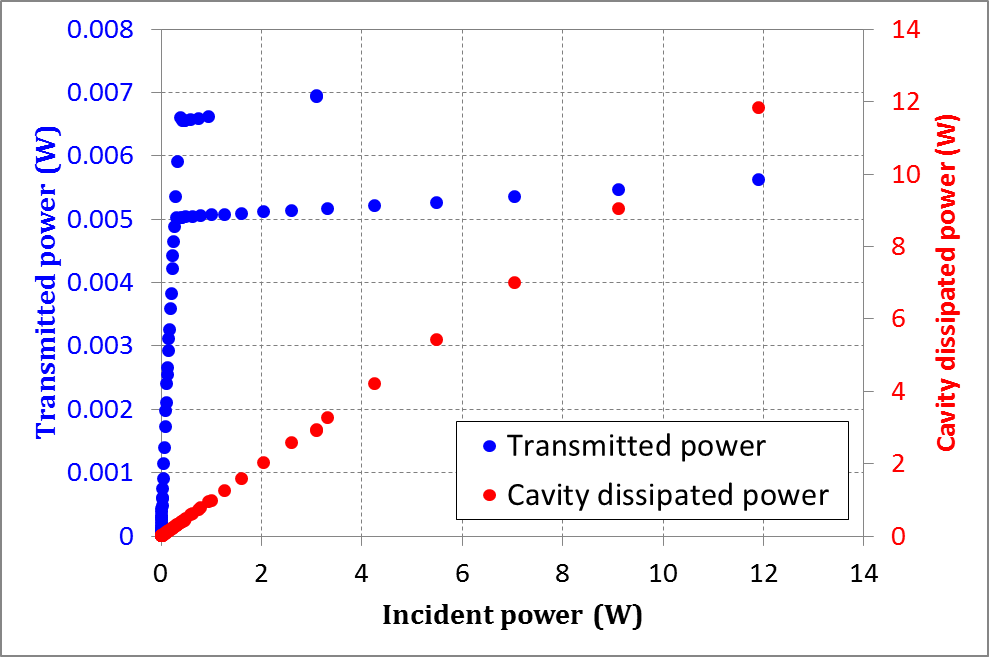 0.008
0.007
0.006
0.005
0.004
0.003
0.002
0.001
0
Transmitted power (W)
14
12
10
8
6
4
2
0
Cavity dissipated power (W)
Transmitted power
Cavity dissipated power
0 2 4 6 8 10 12 14
Incident power (W)